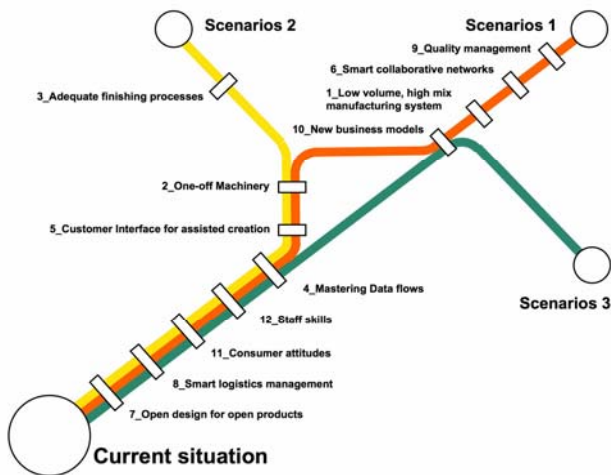 Scenarios 2
Scenarios 1
9_Quality management
6_Smart collaborative networks
3_Adequate finishing processes
1_Low volume, high mix
manufacturing system
10_New business models
2_One-off Machinery
5_Customer Interface for assisted creation
4_Mastering Data flows
Scenarios 3
12_Staff skills
11_Consumer attitudes
8_Smart logistics management
7_Open design for open products
Current situation